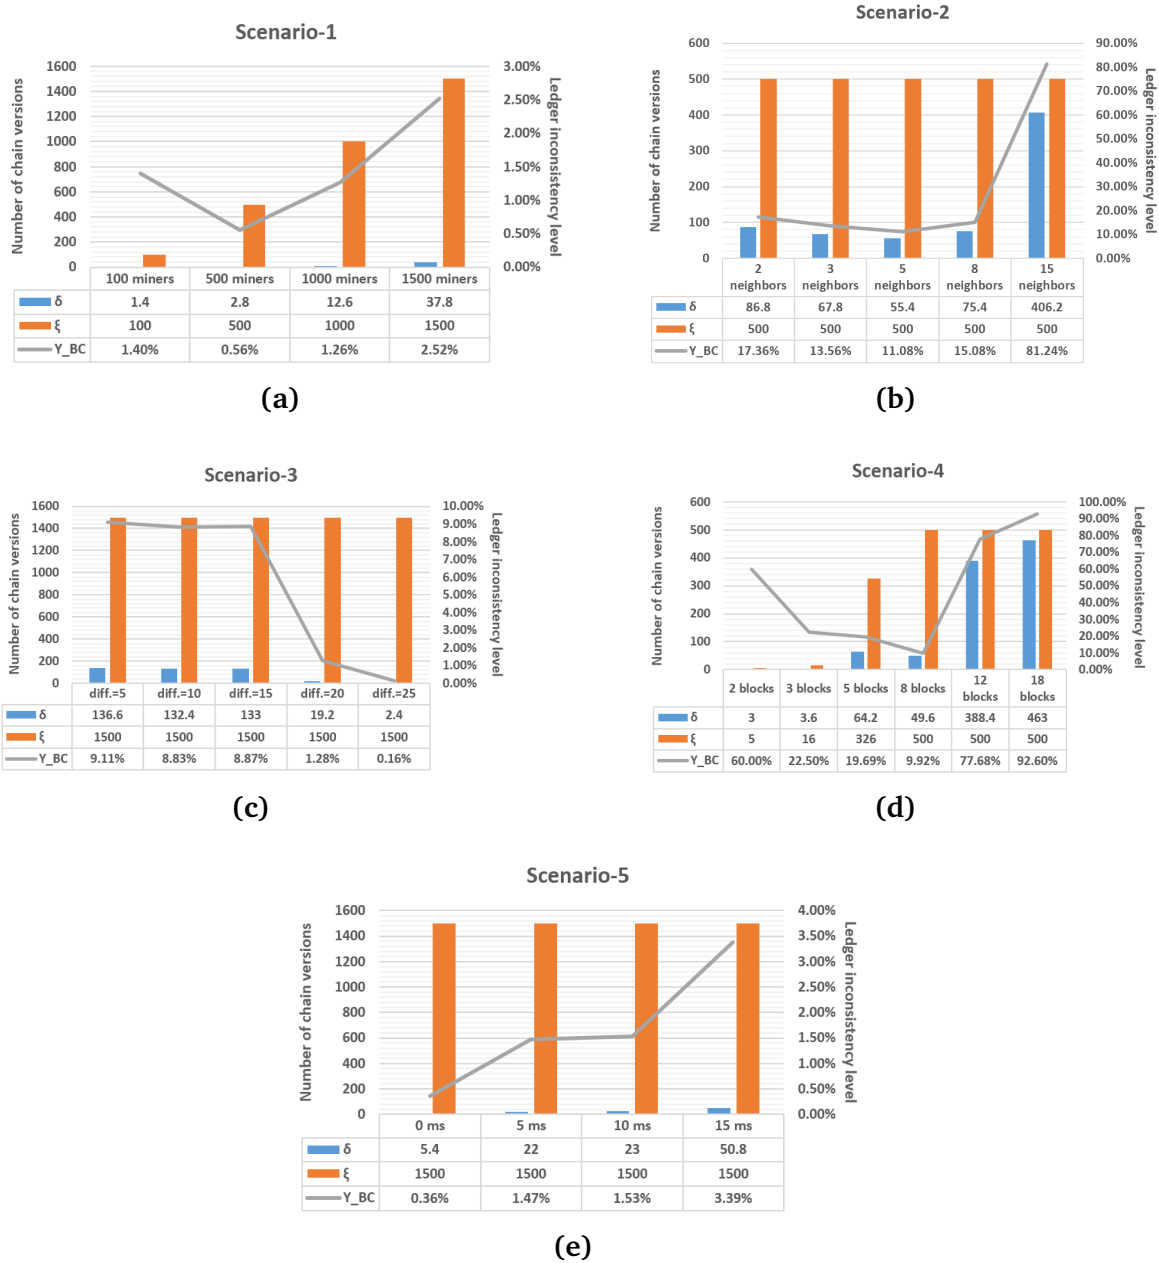 Scenario-1
Number of chain versions
1600
1400
1200
1000
800
600
400
200
0
3.00%
2.50%
2.00%
1.50%
1.00%
0.50%
0.00%
Ledger inconsistency level
100 miners 500 miners 1000 miners 1500 miners
δ 1.4 2.8 12.6 37.8
ξ 100 500 1000 1500
Y_BC 1.40% 0.56% 1.26% 2.52%
(a)
Scenario-2
Number of chain versions
600
500
400
300
200
100
0
90.00%
80.00%
70.00%
60.00%
50.00%
40.00%
30.00%
20.00%
10.00%
0.00%
Ledger inconsistency level
2 3 5 8 15
neighbors neighbors neighbors neighbors neighbors
δ 86.8 67.8 55.4 75.4 406.2
ξ 500 500 500 500 500
Y_BC 17.36% 13.56% 11.08% 15.08% 81.24%
(b)
Scenario-3
Number of chain versions
1600
1400
1200
1000
800
600
400
200
0
10.00%
9.00%
8.00%
7.00%
6.00%
5.00%
4.00%
3.00%
2.00%
1.00%
0.00%
Ledger inconsistency level
diff.=5 diff.=10 diff.=15 diff.=20 diff.=25
δ 136.6 132.4 133 19.2 2.4
ξ 1500 1500 1500 1500 1500
Y_BC 9.11% 8.83% 8.87% 1.28% 0.16%
(c)
Scenario-4
Number of chain versions
600
500
400
300
200
100
0
100.00%
90.00%
80.00%
70.00%
60.00%
50.00%
40.00%
30.00%
20.00%
10.00%
0.00%
Ledger inconsistency level
2 blocks 3 blocks 5 blocks 8 blocks 12 blocks 18 blocks
δ 3 3.6 64.2 49.6 388.4 463
ξ 5 16 326 500 500 500
Y_BC 60.00% 22.50% 19.69% 9.92% 77.68% 92.60%
(d)
Scenario-5
Number of chain versions
1600
1400
1200
1000
800
600
400
200
0
4.00%
3.50%
3.00%
2.50%
2.00%
1.50%
1.00%
0.50%
0.00%
Ledger inconsistency level
0 ms 5 ms 10 ms 15 ms
δ 5.4 22 23 50.8
ξ 1500 1500 1500 1500
Y_BC 0.36% 1.47% 1.53% 3.39%
(e)